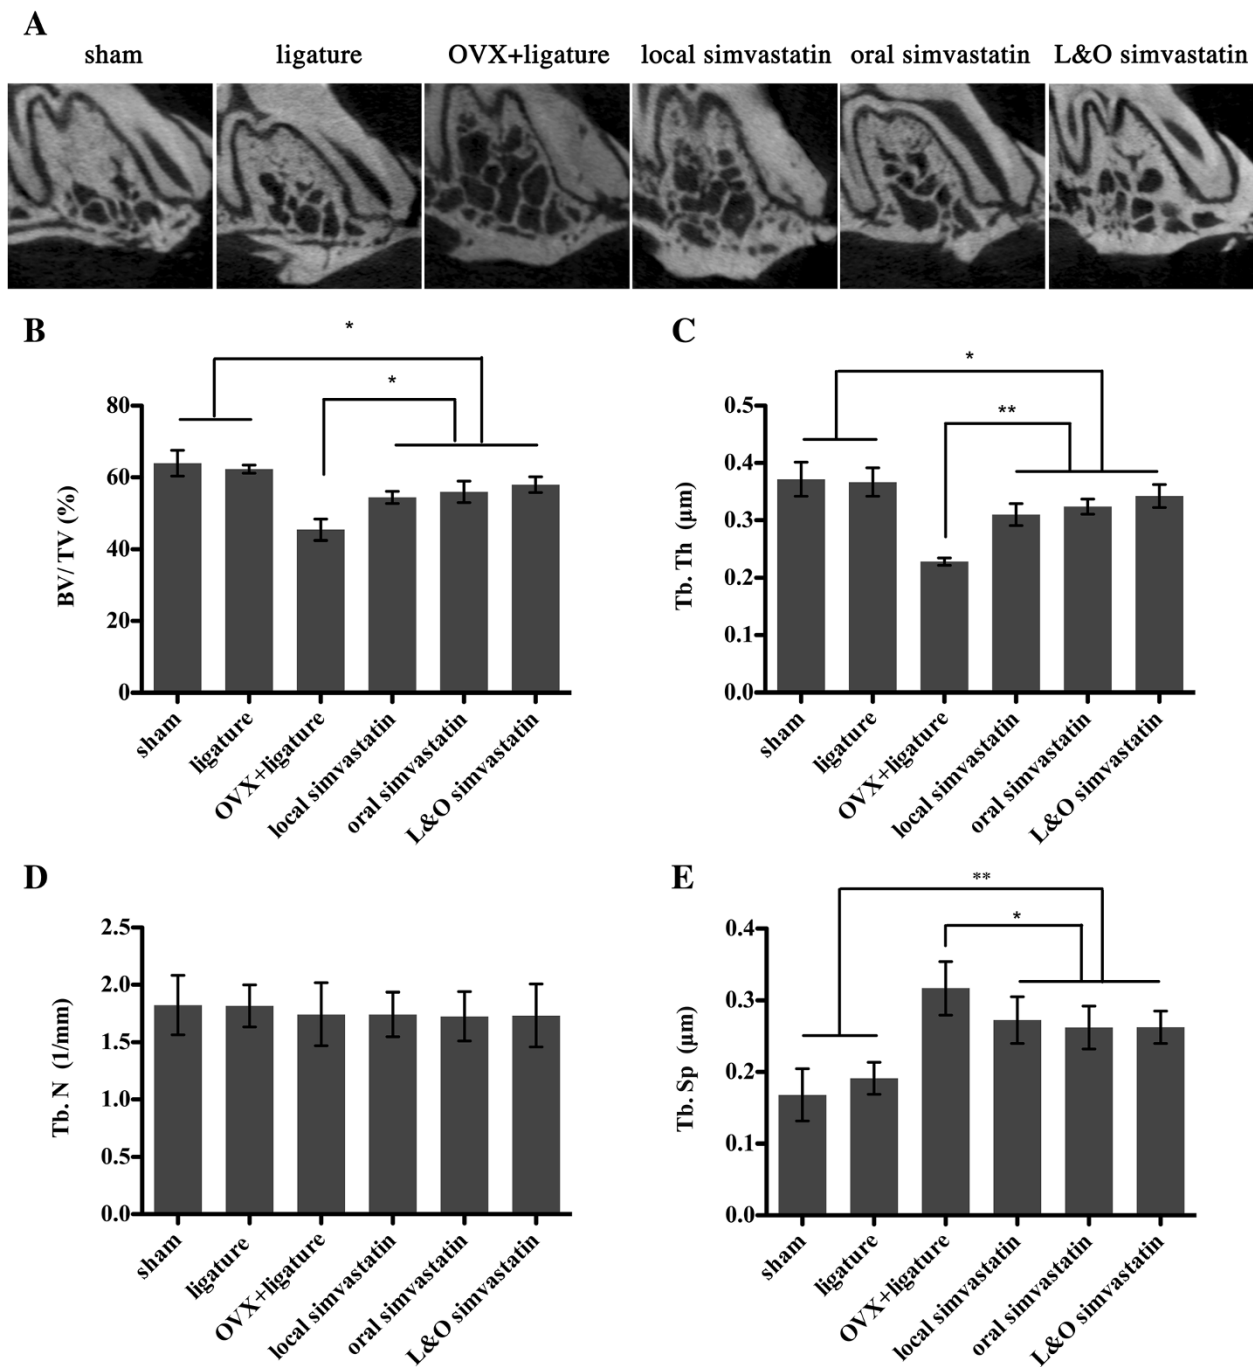 A
sham ligature OVX+ligature local simvastatin oral simvastatin L&O simvastatin
B
*
*
BV/ TV (%)
80
60
40
20
0
sham
ligature
OVX+ligature
local simvastatin
oral simvastatin
L&O simvastatin
C
*
**
Tb. Th (μm)
0.5
0.4
0.3
0.2
0.1
0.0
sham
ligature
OVX+ligature
local simvastatin
oral simvastatin
L&O simvastatin
D
Tb. N (1/mm)
2.5
2.0
1.5
1.0
0.5
0.0
sham
ligature
OVX+ligature
local simvastatin
oral simvastatin
L&O simvastatin
E
**
*
Tb. Sp (μm)
0.4
0.3
0.2
0.1
0.0
sham
ligature
OVX+ligature
local simvastatin
oral simvastatin
L&O simvastatin